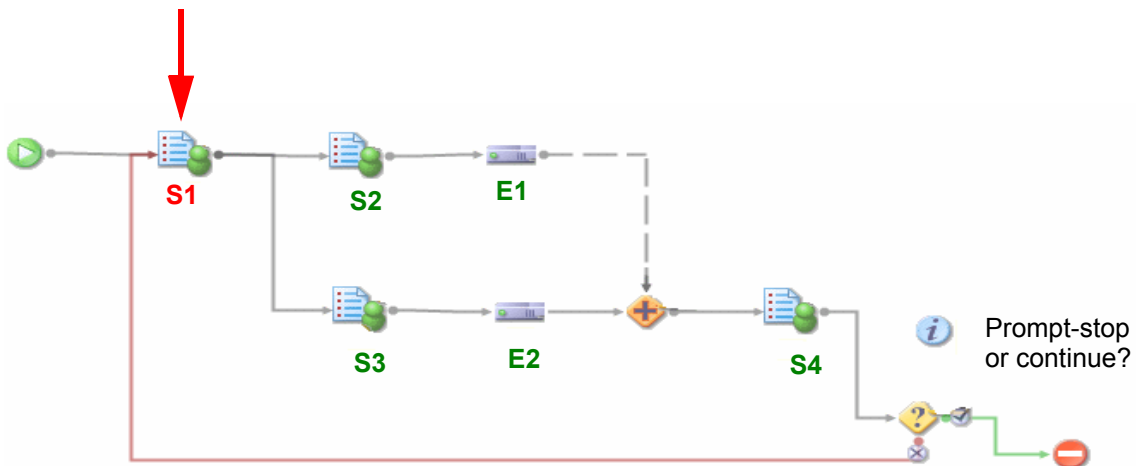 S1
S2
E1
S3
E2
S4
Prompt-stop
or continue?